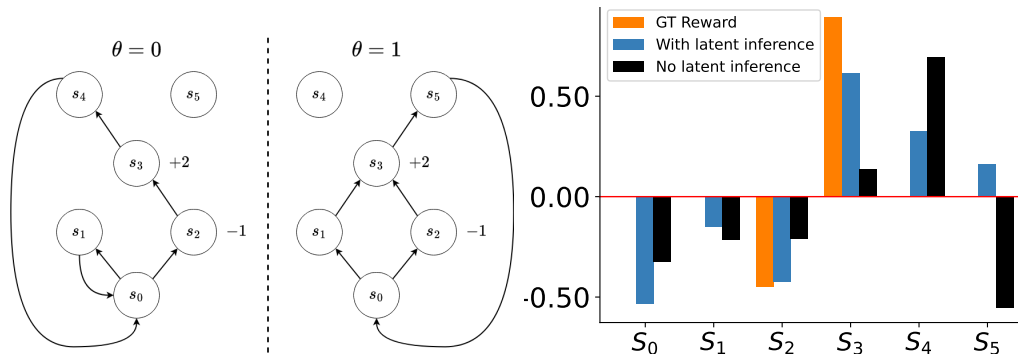 θ = 0
θ = 1
s₄
s₅
s₃
+2
s₁
s₂
−1
s₀
s₄
s₅
s₃
+2
s₁
s₂
−1
s₀
GT Reward
With latent inference
No latent inference
0.50
0.00
-0.50
S₀ S₁ S₂ S₃ S₄ S₅